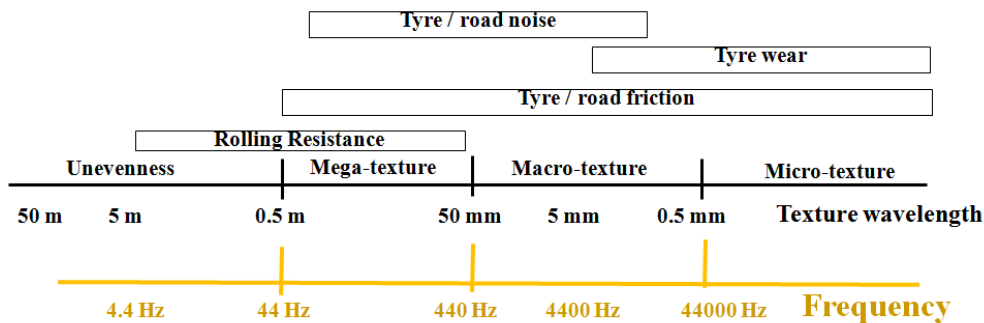 Tyre / road noise
Tyre wear
Tyre / road friction
Rolling Resistance
Unevenness Mega-texture Macro-texture Micro-texture
50 m 5 m 0.5 m 50 mm 5 mm 0.5 mm Texture wavelength
4.4 Hz 44 Hz 440 Hz 4400 Hz 44000 Hz Frequency